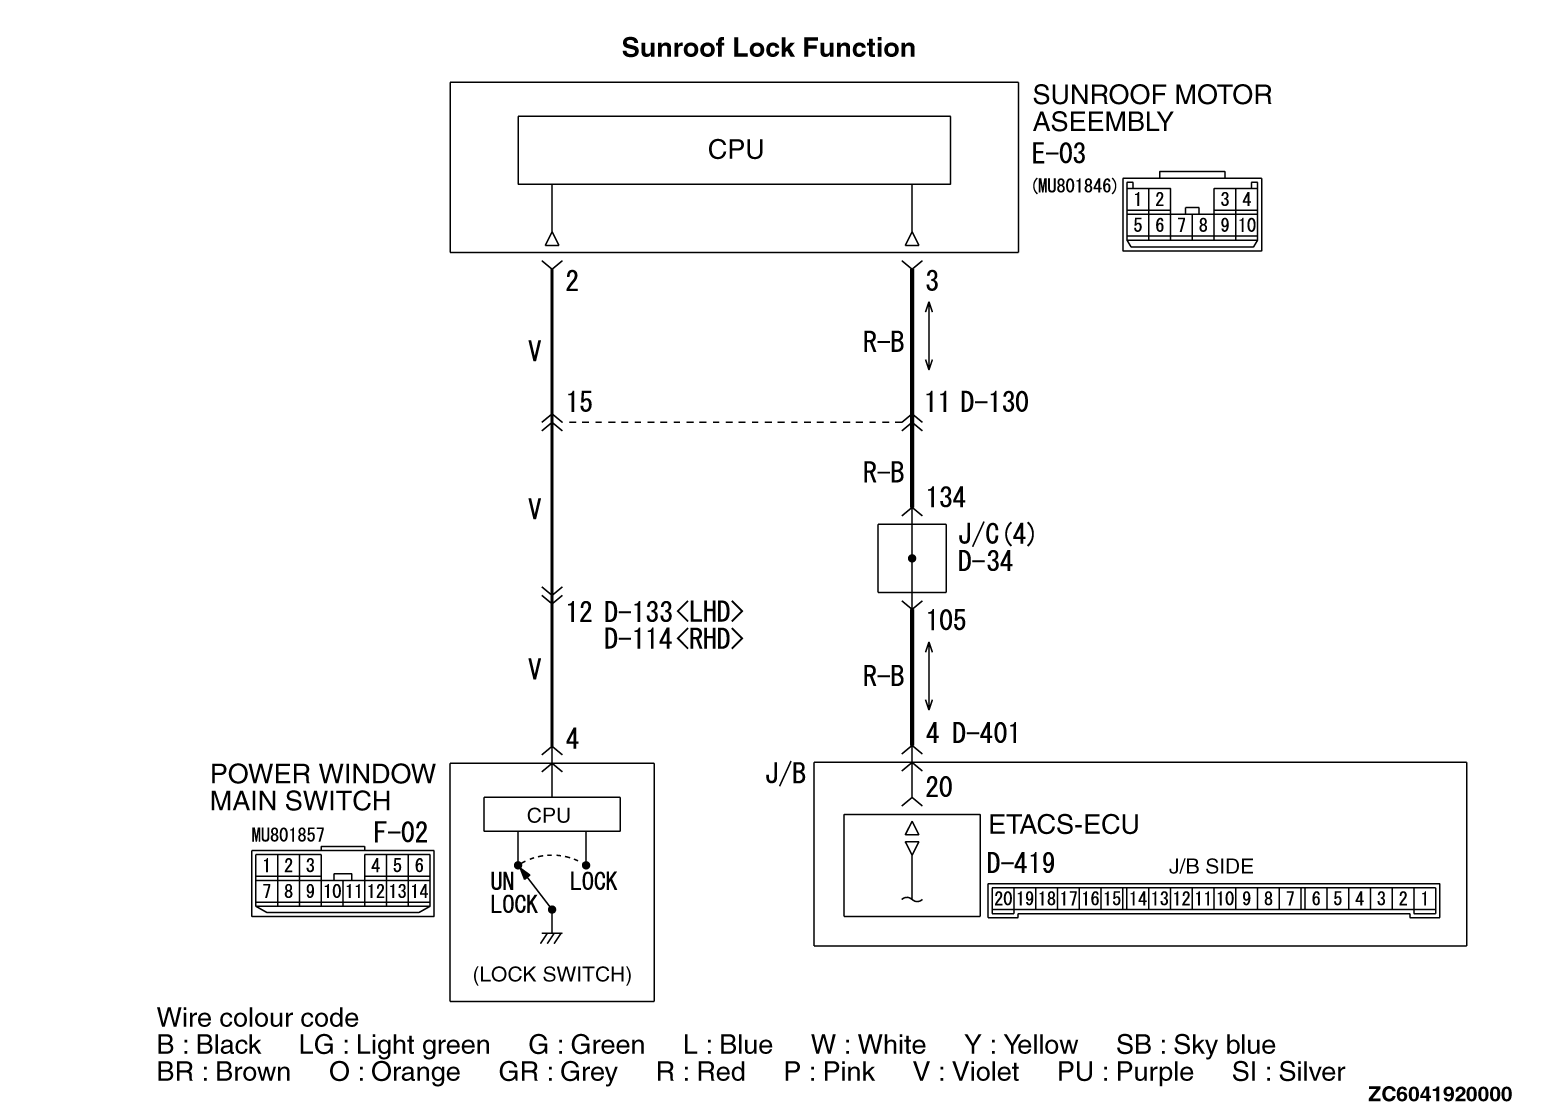 Sunroof Lock Function
SUNROOF MOTOR
ASEEMBLY
E-03
(MU801846)
1 2 3 4
5 6 7 8 9 10
CPU
2
3
V
R-B
15
11 D-130
V
R-B
134
J/C(4)
D-34
12 D-133<LHD>
D-114<RHD>
105
V
R-B
4
4 D-401
POWER WINDOW
MAIN SWITCH
MU801857 F-02
1 2 3 4 5 6
7 8 9 10 11 12 13 14
CPU
UN
LOCK
LOCK
(LOCK SWITCH)
J/B
20
ETACS-ECU
D-419
J/B SIDE
20 19 18 17 16 15 14 13 12 11 10 9 8 7 6 5 4 3 2 1
Wire colour code
B : Black LG : Light green G : Green L : Blue W : White Y : Yellow SB : Sky blue
BR : Brown O : Orange GR : Grey R : Red P : Pink V : Violet PU : Purple SI : Silver
ZC6041920000